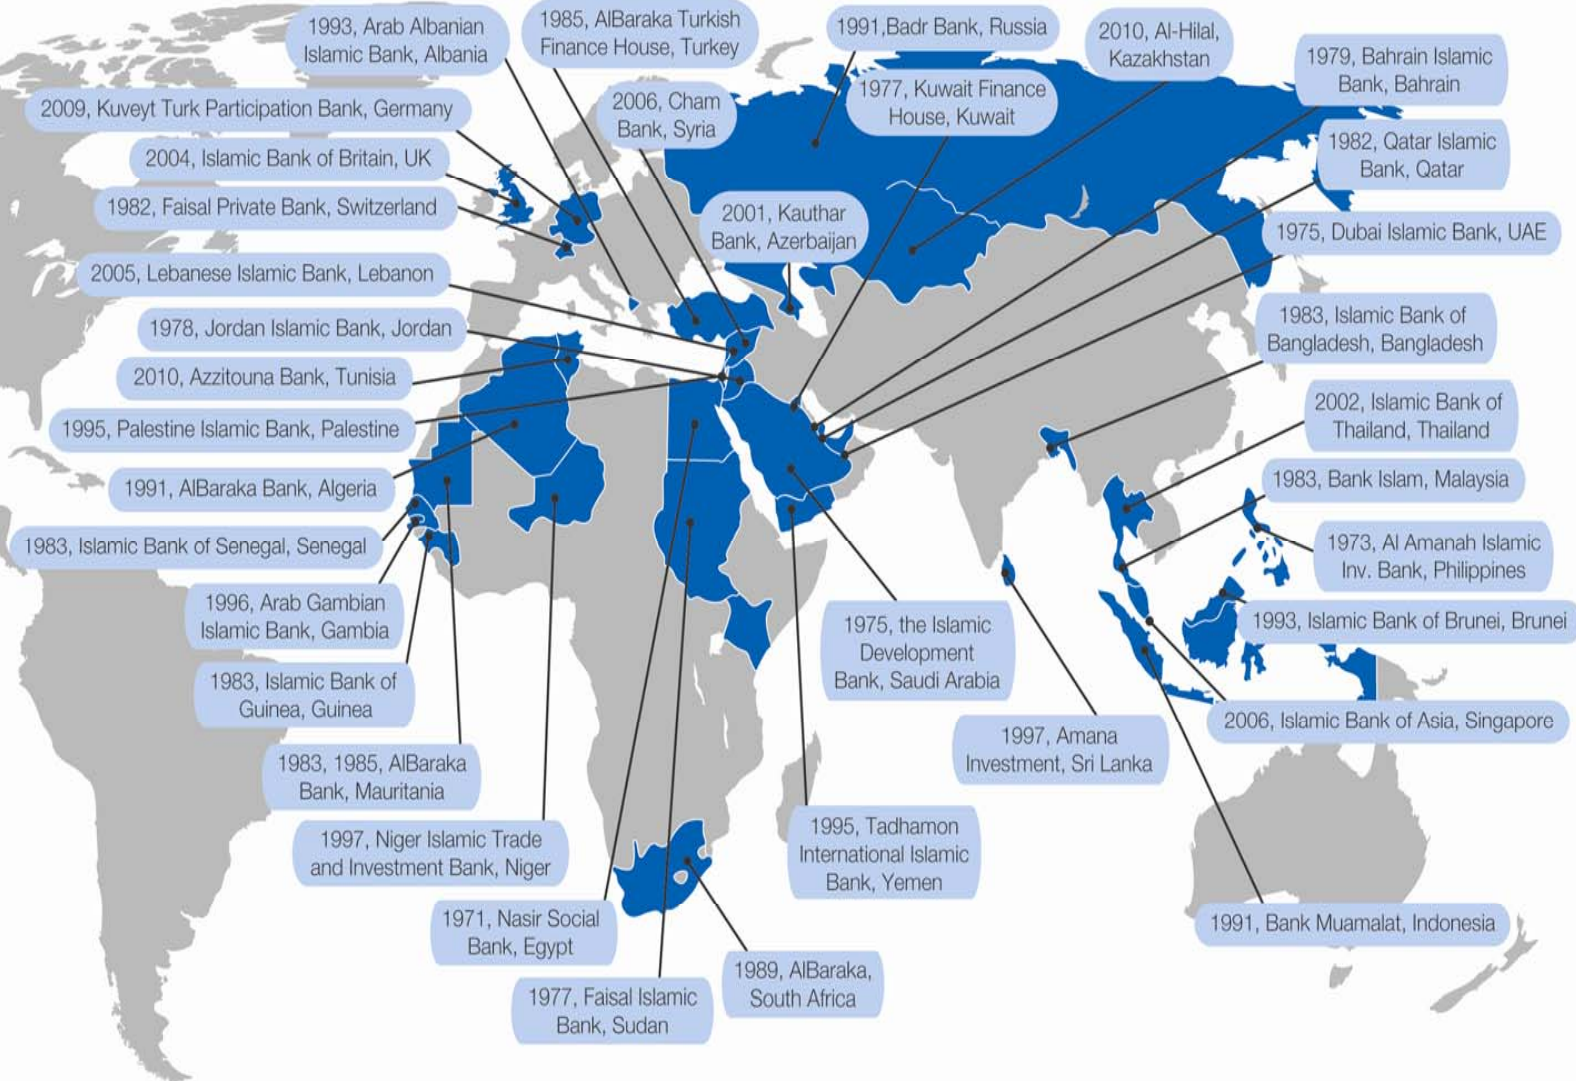 1993, Arab Albanian
Islamic Bank, Albania
1985, AlBaraka Turkish
Finance House, Turkey
1991,Badr Bank, Russia
2010, Al-Hilal,
Kazakhstan
1979, Bahrain Islamic
Bank, Bahrain
2009, Kuveyt Turk Participation Bank, Germany
2006, Cham
Bank, Syria
1977, Kuwait Finance
House, Kuwait
1982, Qatar Islamic
Bank, Qatar
2004, Islamic Bank of Britain, UK
1982, Faisal Private Bank, Switzerland
2001, Kauthar
Bank, Azerbaijan
1975, Dubai Islamic Bank, UAE
2005, Lebanese Islamic Bank, Lebanon
1978, Jordan Islamic Bank, Jordan
1983, Islamic Bank of
Bangladesh, Bangladesh
2010, Azzitouna Bank, Tunisia
2002, Islamic Bank of
Thailand, Thailand
1995, Palestine Islamic Bank, Palestine
1991, AlBaraka Bank, Algeria
1983, Bank Islam, Malaysia
1983, Islamic Bank of Senegal, Senegal
1973, Al Amanah Islamic
Inv. Bank, Philippines
1996, Arab Gambian
Islamic Bank, Gambia
1975, the Islamic
Development
Bank, Saudi Arabia
1993, Islamic Bank of Brunei, Brunei
1983, Islamic Bank of
Guinea, Guinea
2006, Islamic Bank of Asia, Singapore
1997, Amana
Investment, Sri Lanka
1983, 1985, AlBaraka
Bank, Mauritania
1997, Niger Islamic Trade
and Investment Bank, Niger
1995, Tadhamon
International Islamic
Bank, Yemen
1971, Nasir Social
Bank, Egypt
1991, Bank Muamalat, Indonesia
1989, AlBaraka,
South Africa
1977, Faisal Islamic
Bank, Sudan